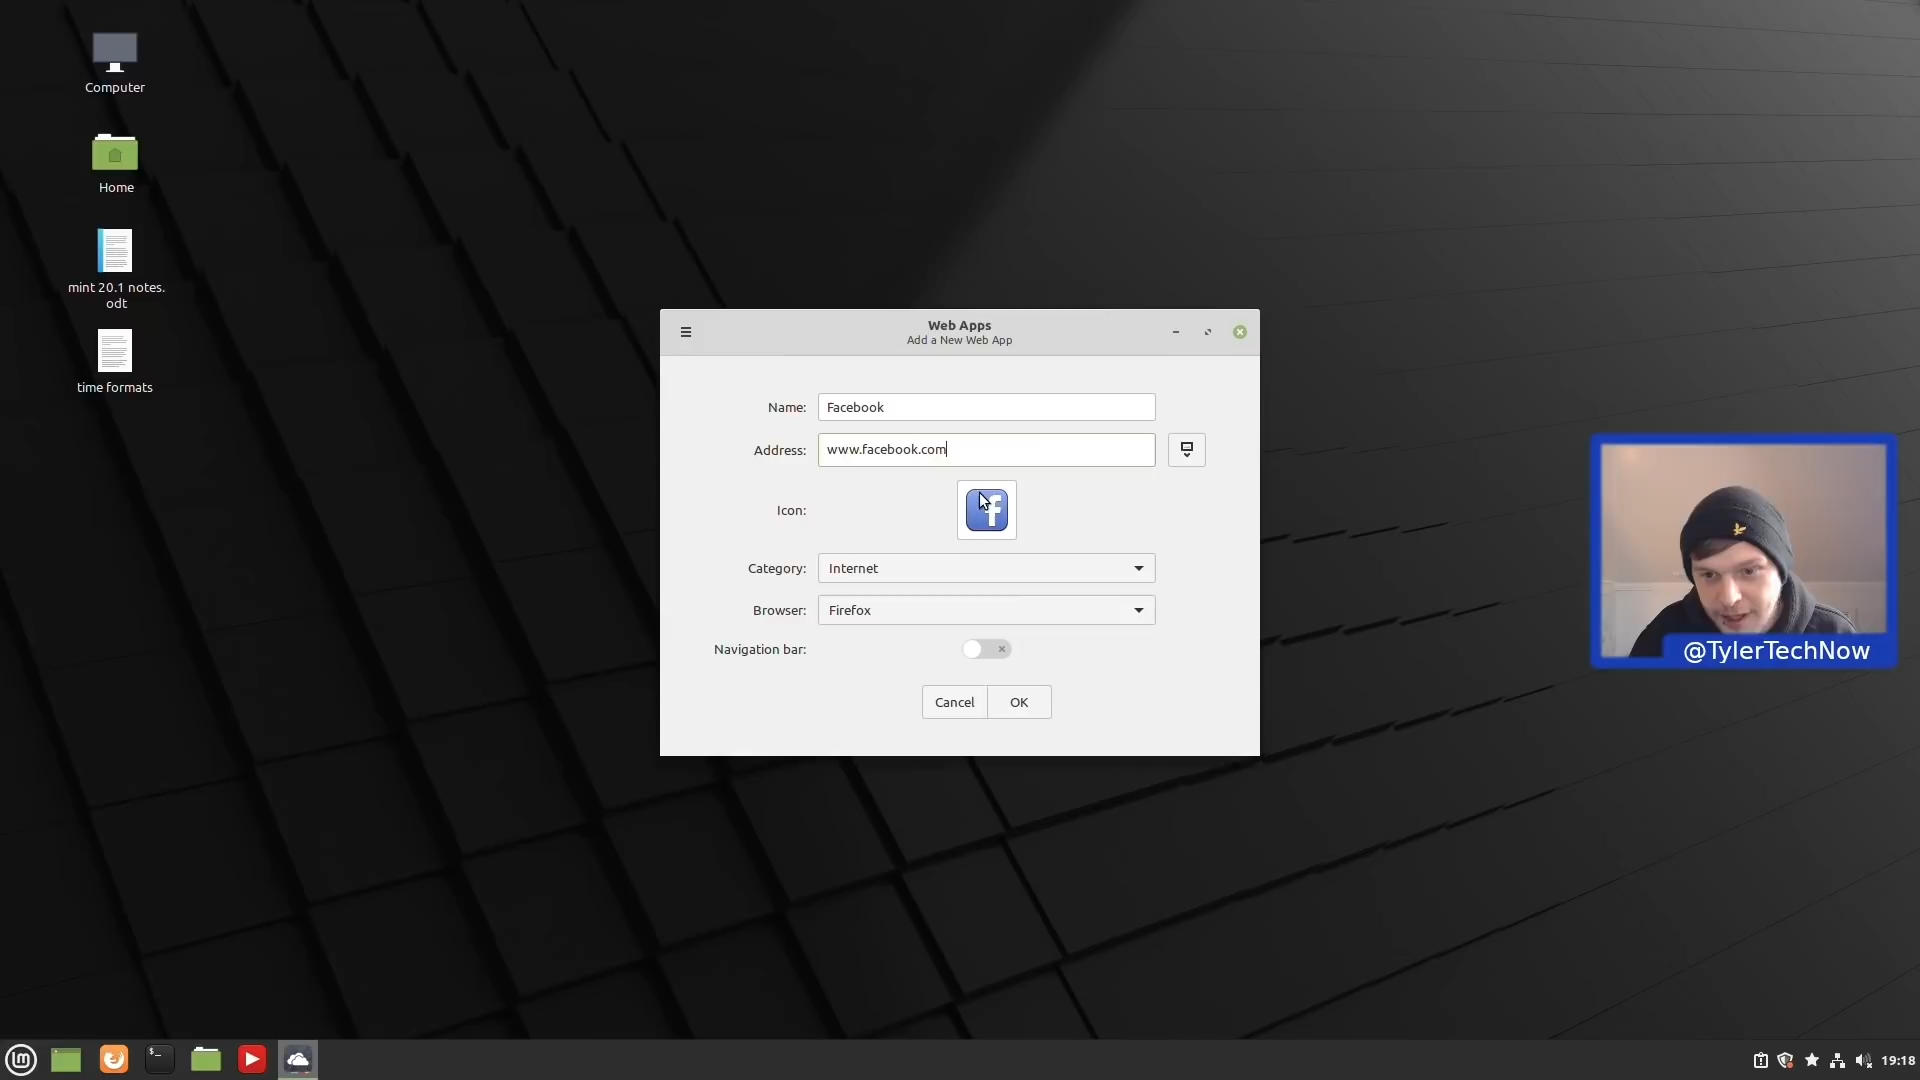 Computer
Home
mint 20.1 notes.
odt
time formats
Web Apps
Add a New Web App
Name: Facebook
Address: www.facebook.com
Icon:
Category: Internet
Browser: Firefox
Navigation bar:
Cancel OK
@TylerTechNow
19:18